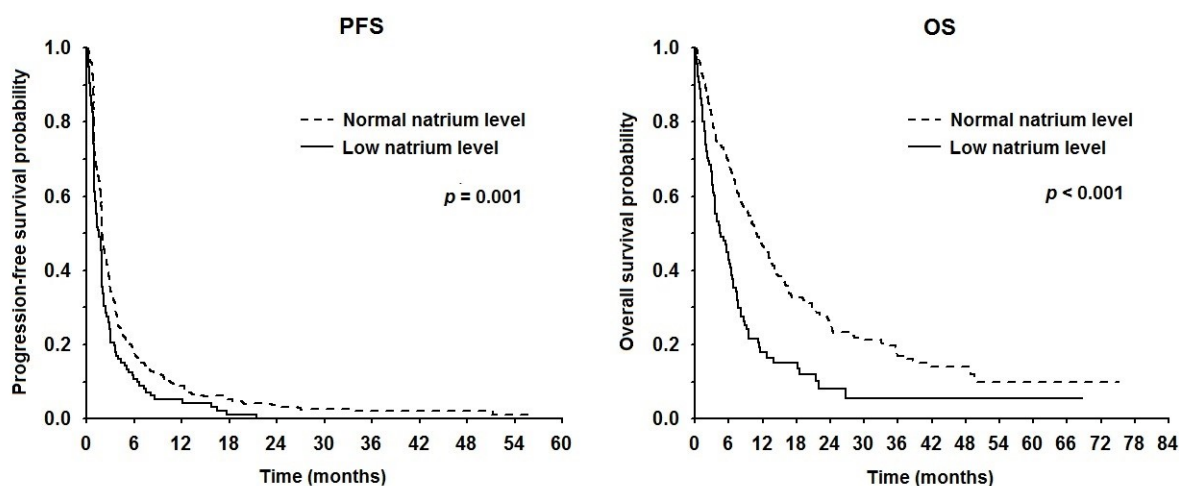 PFS
Progression-free survival probability
1.0
0.8
0.6
0.4
0.2
0.0
Normal natrium level
Low natrium level
p = 0.001
0 6 12 18 24 30 36 42 48 54 60
Time (months)
OS
Overall survival probability
1.0
0.8
0.6
0.4
0.2
0.0
Normal natrium level
Low natrium level
p < 0.001
0 6 12 18 24 30 36 42 48 54 60 66 72 78 84
Time (months)